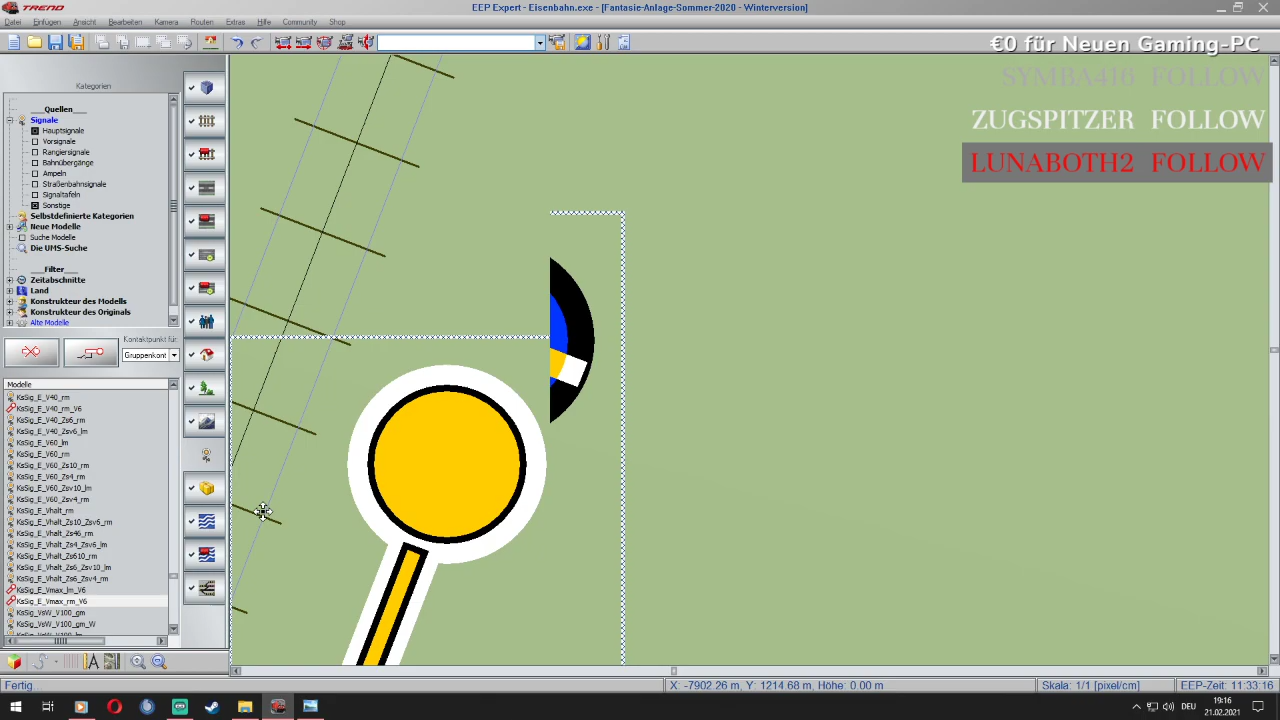 TREND
EEP Expert - Eisenbahn.exe - [Fantasie-Anlage-Sommer-2020 - Winterversion]
Datei Einfügen Ansicht Bearbeiten Kamera Routen Extras Hilfe Community Shop
€0 für Neuen Gaming-PC
SYMBA416 FOLLOW
ZUGSPITZER FOLLOW
LUNABOTH2 FOLLOW
Kategorien
___Quellen___
Signale
Hauptsignale
Vorsignale
Rangiersignale
Bahnübergänge
Ampeln
Straßenbahnsignale
Signaltafeln
Sonstige
Selbstdefinierte Kategorien
Neue Modelle
Suche Modelle
Die UMS-Suche
___Filter___
Zeitabschnitte
Land
Konstrukteur des Modells
Konstrukteur des Originals
Alte Modelle
Kontaktpunkt für:
Gruppenkont
Modelle
KsSig_E_V40_rm
KsSig_E_V40_rm_V6
KsSig_E_V40_Zs6_rm
KsSig_E_V40_Zsv6_lm
KsSig_E_V60_lm
KsSig_E_V60_rm
KsSig_E_V60_Zs10_rm
KsSig_E_V60_Zs4_rm
KsSig_E_V60_Zsv10_lm
KsSig_E_V60_Zsv4_rm
KsSig_E_Vhalt_rm
KsSig_E_Vhalt_Zs10_Zsv6_rm
KsSig_E_Vhalt_Zs46_rm
KsSig_E_Vhalt_Zs4_Zsv6_lm
KsSig_E_Vhalt_Zs610_rm
KsSig_E_Vhalt_Zs6_Zsv10_lm
KsSig_E_Vhalt_Zs6_Zsv4_rm
KsSig_E_Vmax_lm_V6
KsSig_E_Vmax_rm_V6
KsSig_VsW_V100_gm
KsSig_VsW_V100_gm_W
KsSig_VsW_V100_lm
Fertig
X: -7902.26 m, Y: 1214.68 m, Höhe: 0.00 m
Skala: 1/1 [pixel/cm]
EEP-Zeit: 11:33:16
DEU
19:16
21.02.2021